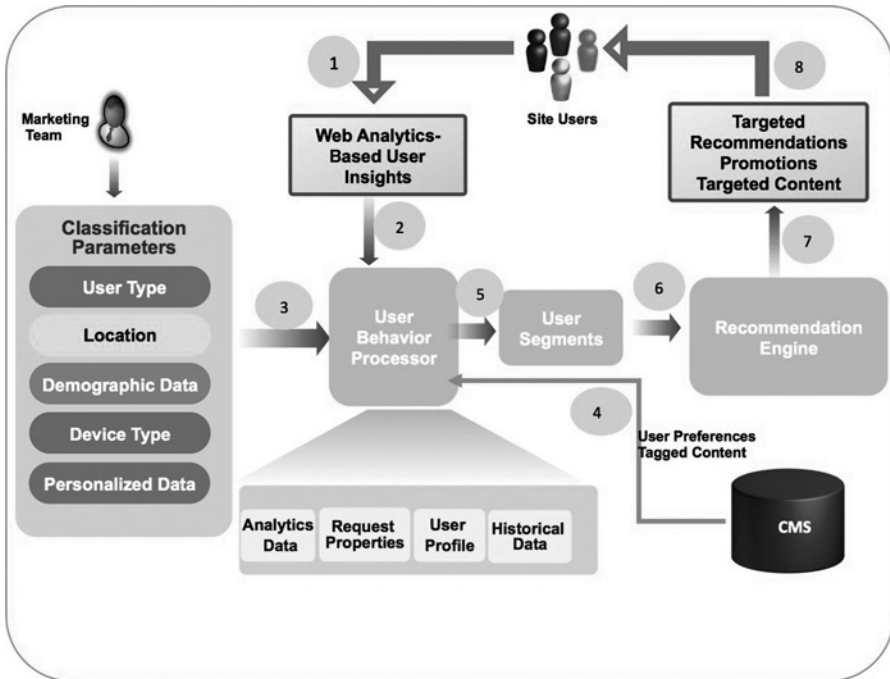 1
8
Marketing
Team
Site Users
Web Analytics-
Based User
Insights
Targeted
Recommendations
Promotions
Targeted Content
Classification
Parameters
User Type
Location
Demographic Data
Device Type
Personalized Data
2
7
3
User
Behavior
Processor
5
User
Segments
6
Recommendation
Engine
4
User Preferences
Tagged Content
CMS
Analytics
Data
Request
Properties
User
Profile
Historical
Data